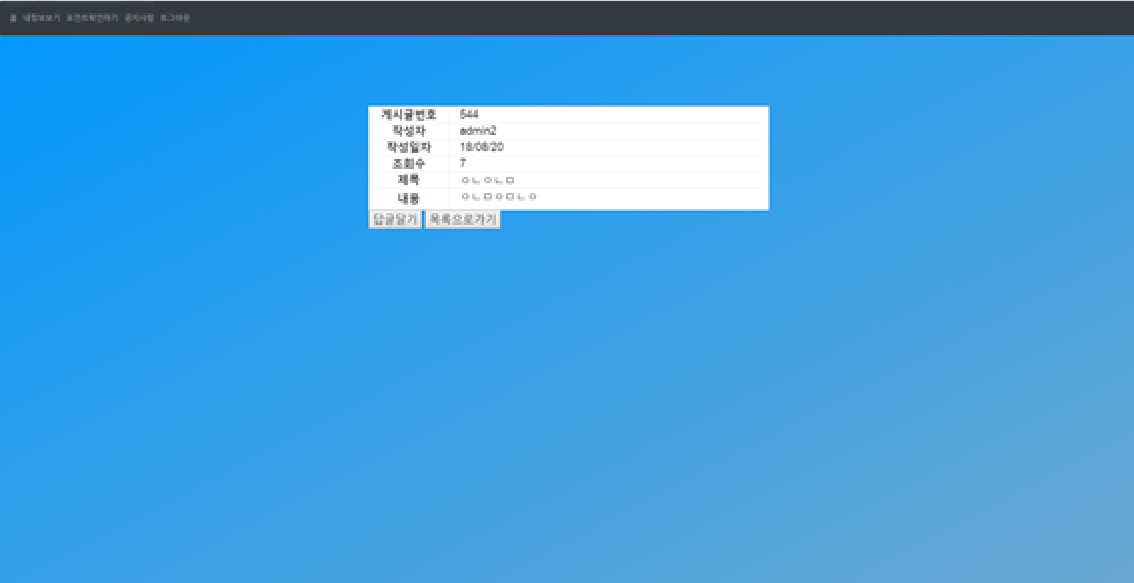 홈 내정보보기 포인트확인하기 공지사항 로그아웃
게시글번호 544
작성자 admin2
작성일자 18/08/20
조회수 7
제목 ㅇㄴㅇㄴㅁ
내용 ㅇㄴㅁㅇㅁㄴㅇ
답글달기 목록으로가기